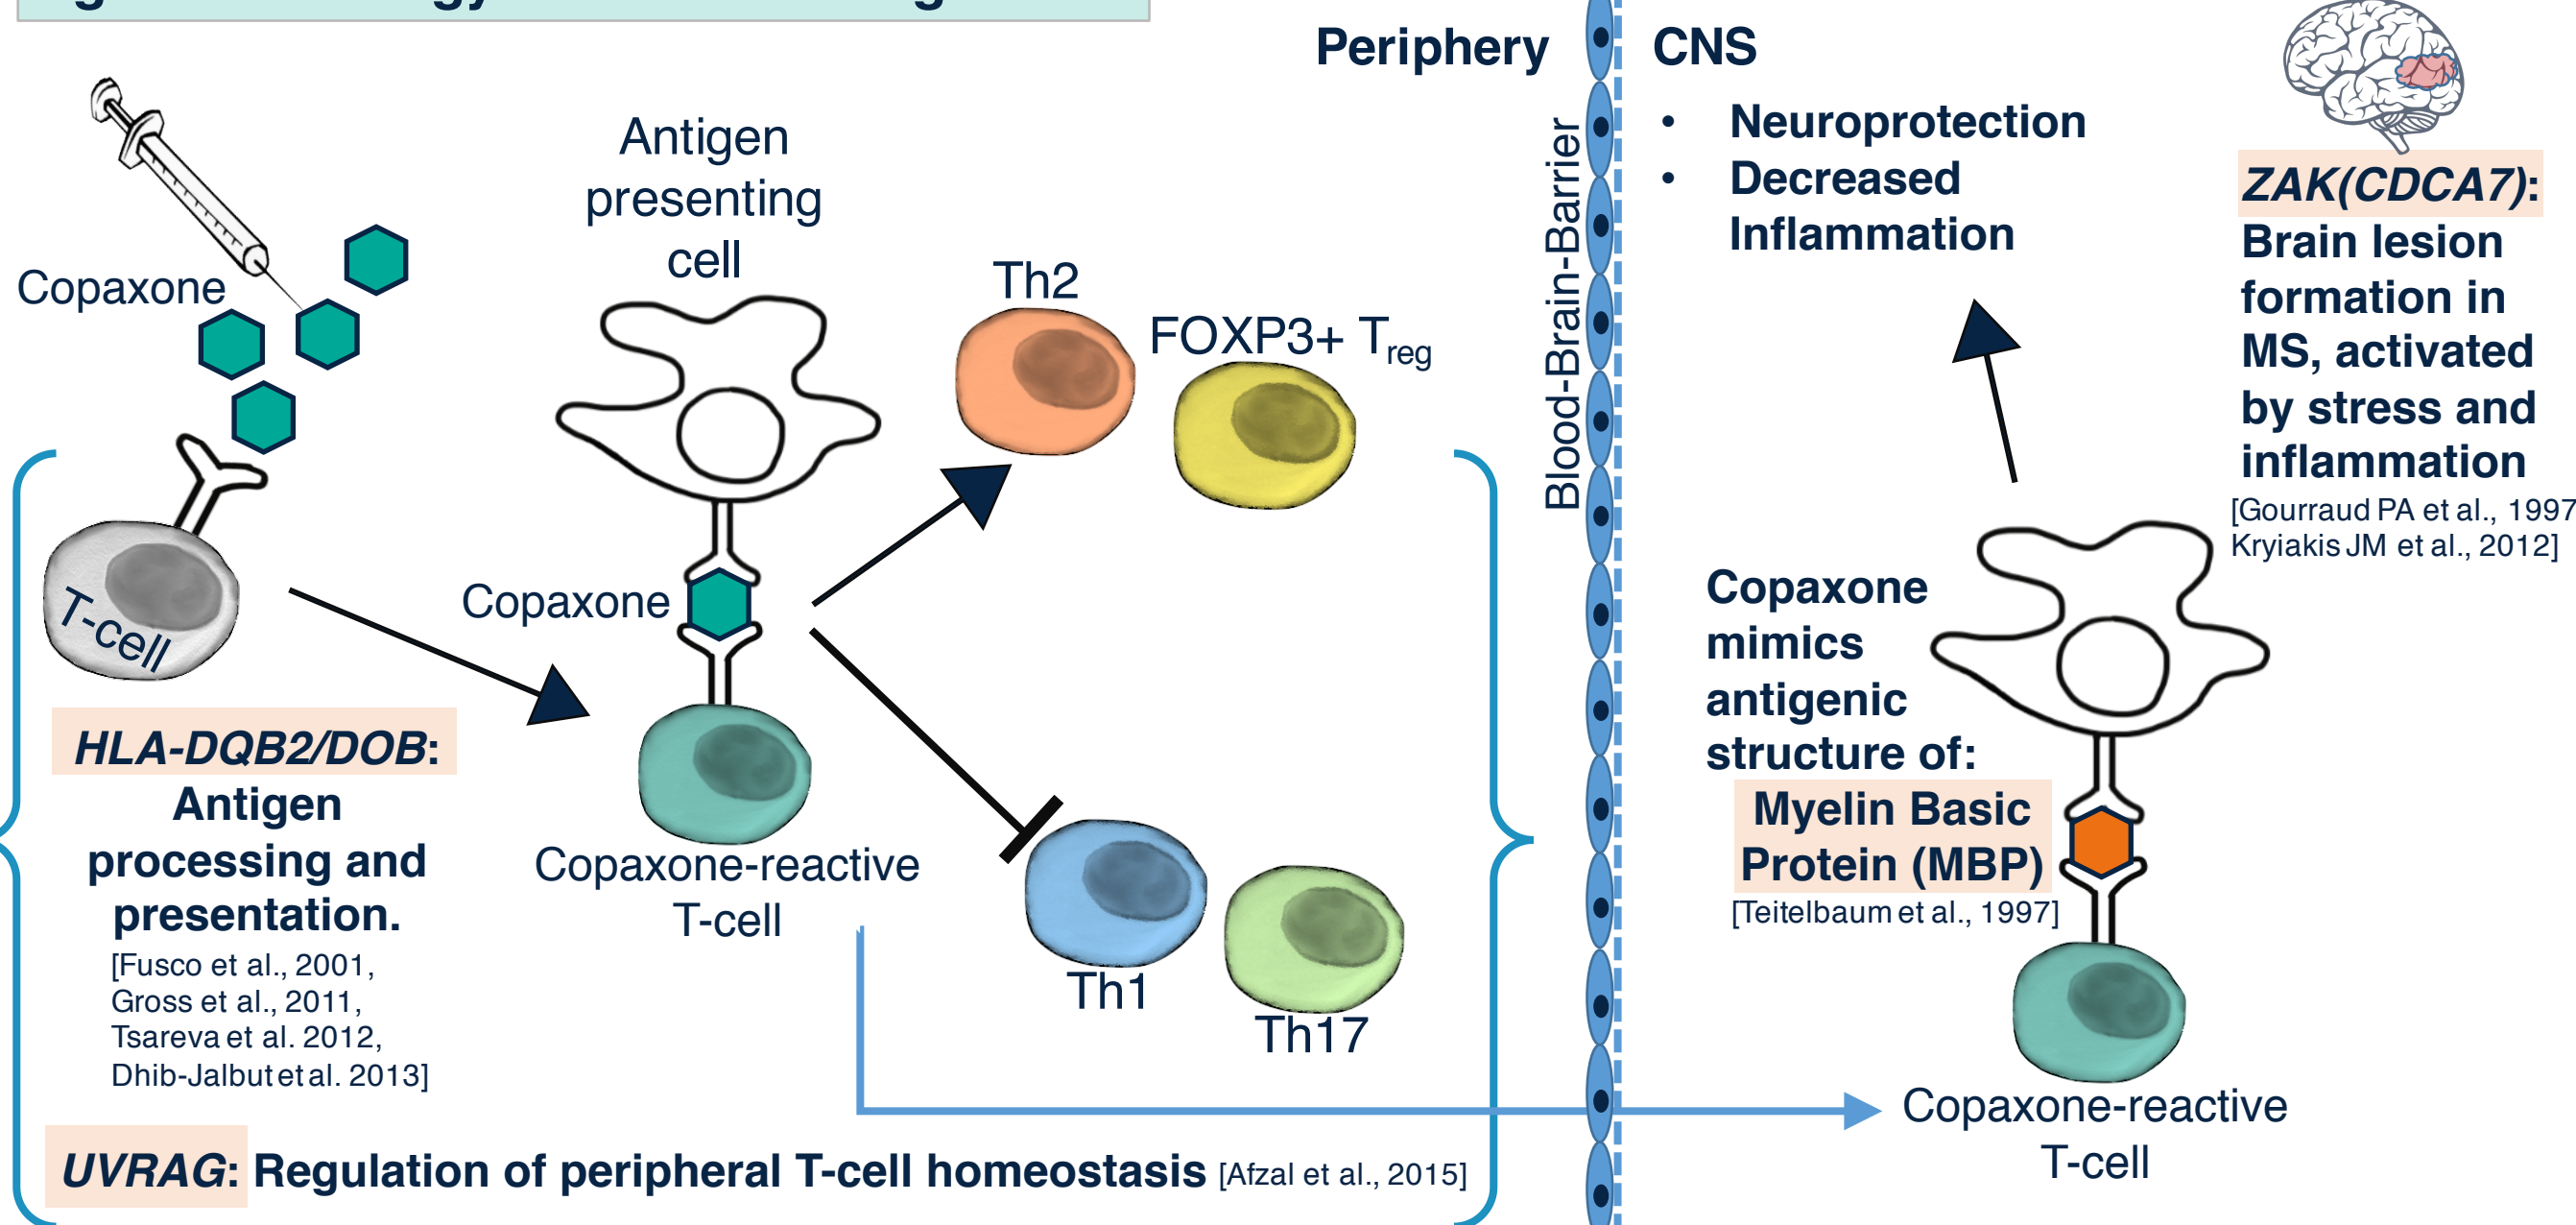 Periphery
CNS
Copaxone
Antigen
presenting
cell
Th2
FOXP3+ Treg
Blood-Brain-Barrier
• Neuroprotection
• Decreased
Inflammation
ZAK(CDCA7):
Brain lesion
formation in
MS, activated
by stress and
inflammation
[Gourraud PA et al., 1997
Kryiakis JM et al., 2012]
T-cell
Copaxone
HLA-DQB2/DOB:
Antigen
processing and
presentation.
[Fusco et al., 2001,
Gross et al., 2011,
Tsareva et al. 2012,
Dhib-Jalbut et al. 2013]
Copaxone-reactive
T-cell
Th1
Th17
Copaxone
mimics
antigenic
structure of:
Myelin Basic
Protein (MBP)
[Teitelbaum et al., 1997]
Copaxone-reactive
T-cell
UVRAG: Regulation of peripheral T-cell homeostasis [Afzal et al., 2015]